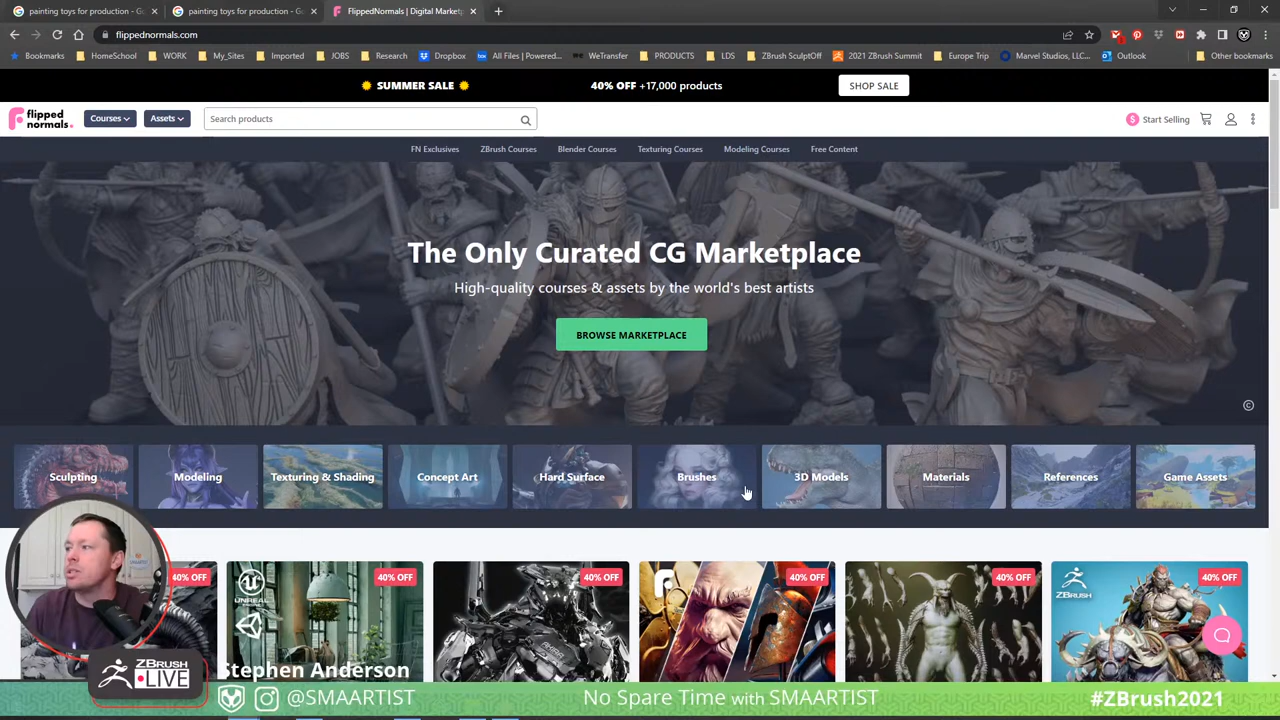 painting toys for production - Go
painting toys for production - Go
FlippedNormals | Digital Market
flippednormals.com
Bookmarks HomeSchool WORK My_Sites Imported JOBS Research Dropbox All Files | Powered... WeTransfer PRODUCTS LDS ZBrush SculptOff 2021 ZBrush Summit Europe Trip Marvel Studios, LLC... Outlook Other bookmarks
SUMMER SALE 40% OFF +17,000 products SHOP SALE
flipped normals. Courses Assets Search products Start Selling
FN Exclusives ZBrush Courses Blender Courses Texturing Courses Modeling Courses Free Content
The Only Curated CG Marketplace
High-quality courses & assets by the world's best artists
BROWSE MARKETPLACE
©
Sculpting Modeling Texturing & Shading Concept Art Hard Surface Brushes 3D Models Materials References Game Assets
40% OFF 40% OFF 40% OFF 40% OFF 40% OFF 40% OFF
UNREAL
ZBRUSH
Stephen Anderson
ZBRUSH LIVE
@SMAARTIST No Spare Time with SMAARTIST #ZBrush2021